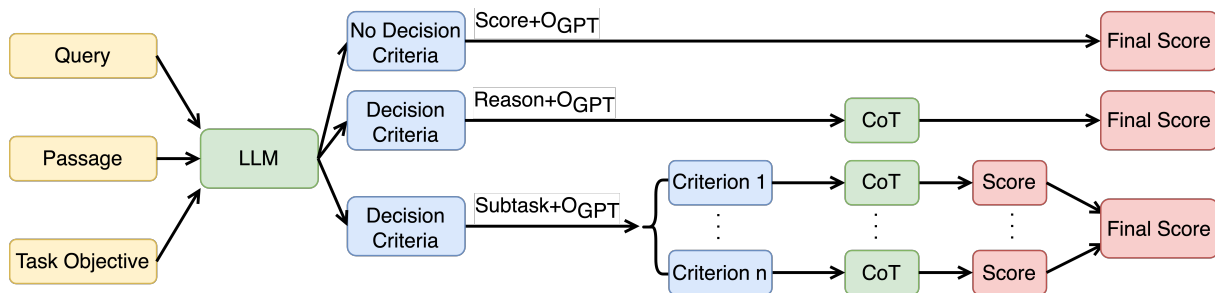 Query
Passage
Task Objective
LLM
No Decision
Criteria
Score+OGPT
Final Score
Decision
Criteria
Reason+OGPT
CoT
Final Score
Decision
Criteria
Subtask+OGPT
Criterion 1
CoT
Score
Criterion n
CoT
Score
Final Score